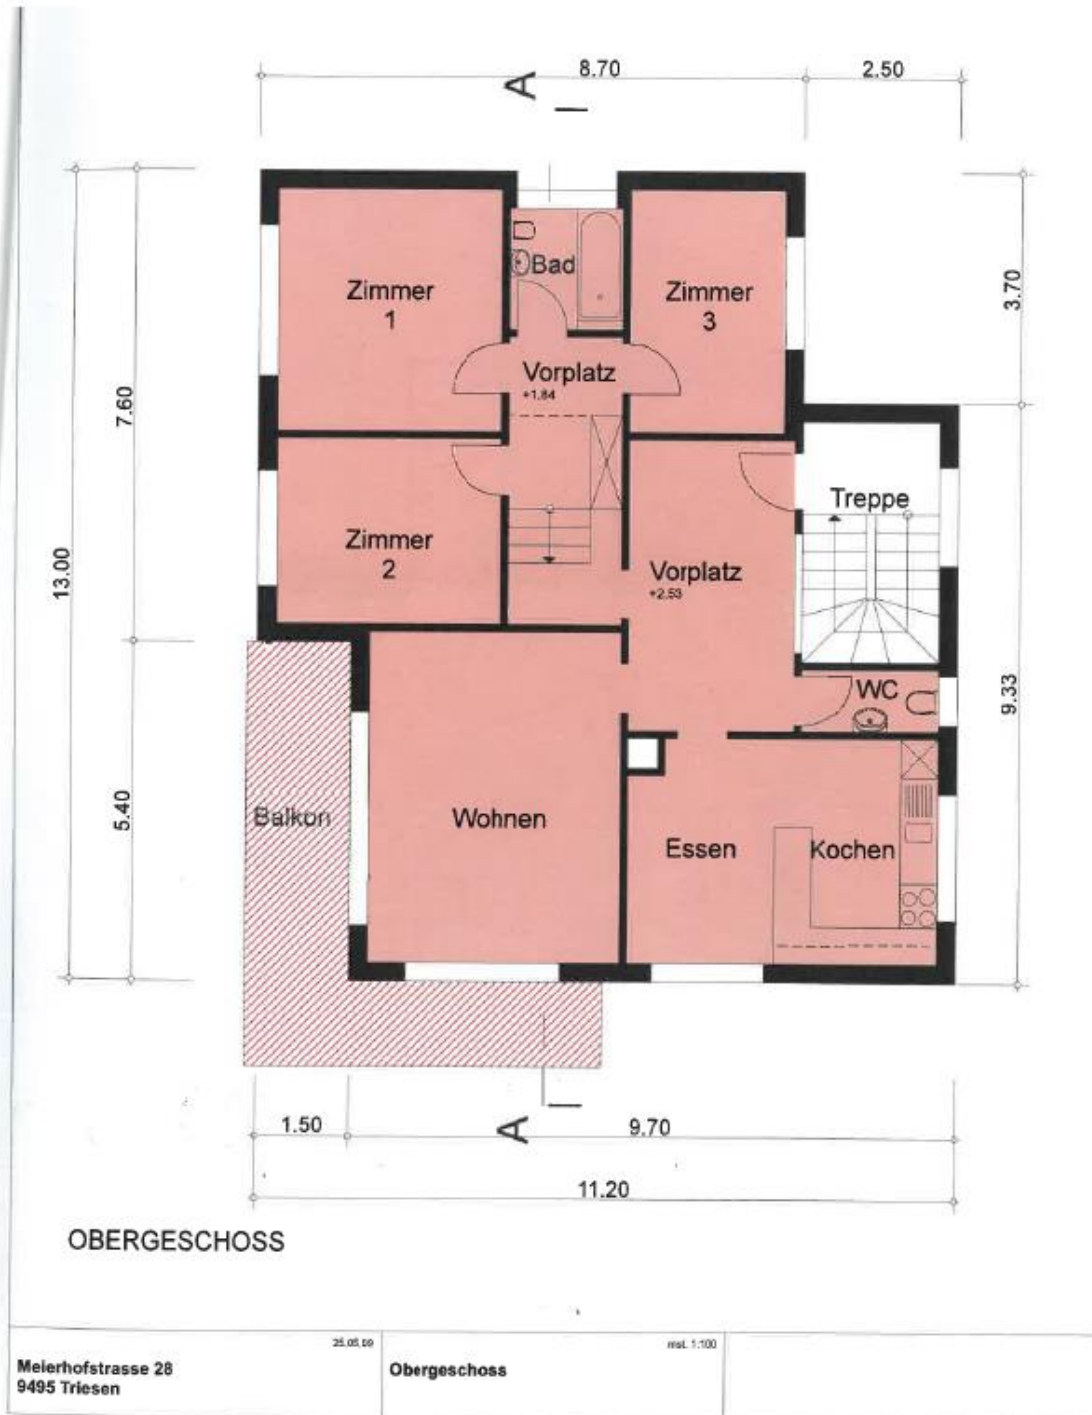 8.70
2.50
A
Zimmer
1
Bad
Zimmer
3
3.70
Vorplatz
+1.84
7.60
Treppe
Zimmer
2
Vorplatz
+2.53
13.00
WC
9.33
5.40
Balkon
Wohnen
Essen
Kochen
1.50
A
9.70
11.20
OBERGESCHOSS
25.05.09
mst. 1:100
Meierhofstrasse 28
9495 Triesen
Obergeschoss